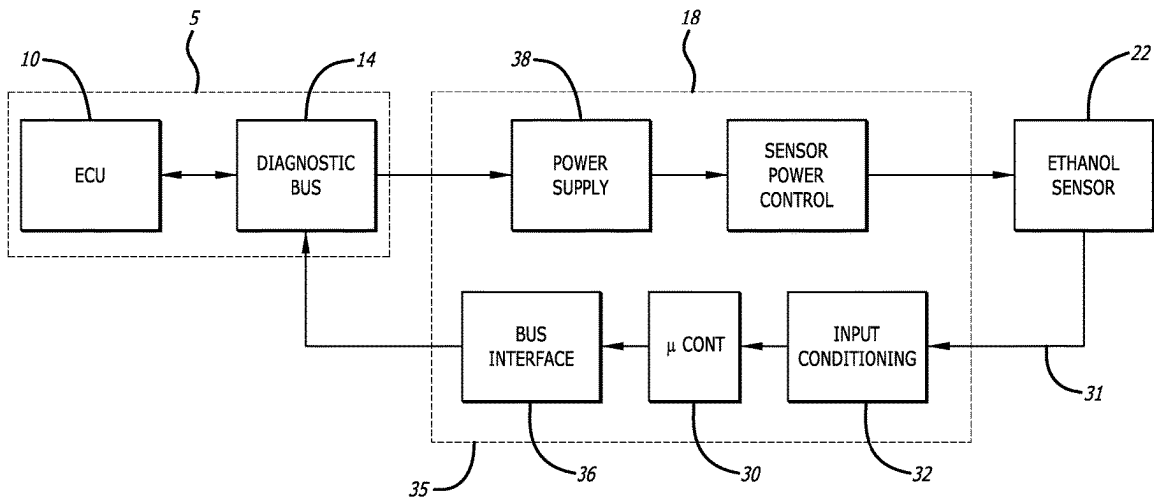 5
18
10
14
38
22
ECU
DIAGNOSTIC
BUS
POWER
SUPPLY
SENSOR
POWER
CONTROL
ETHANOL
SENSOR
BUS
INTERFACE
μ CONT
INPUT
CONDITIONING
31
35
36
30
32